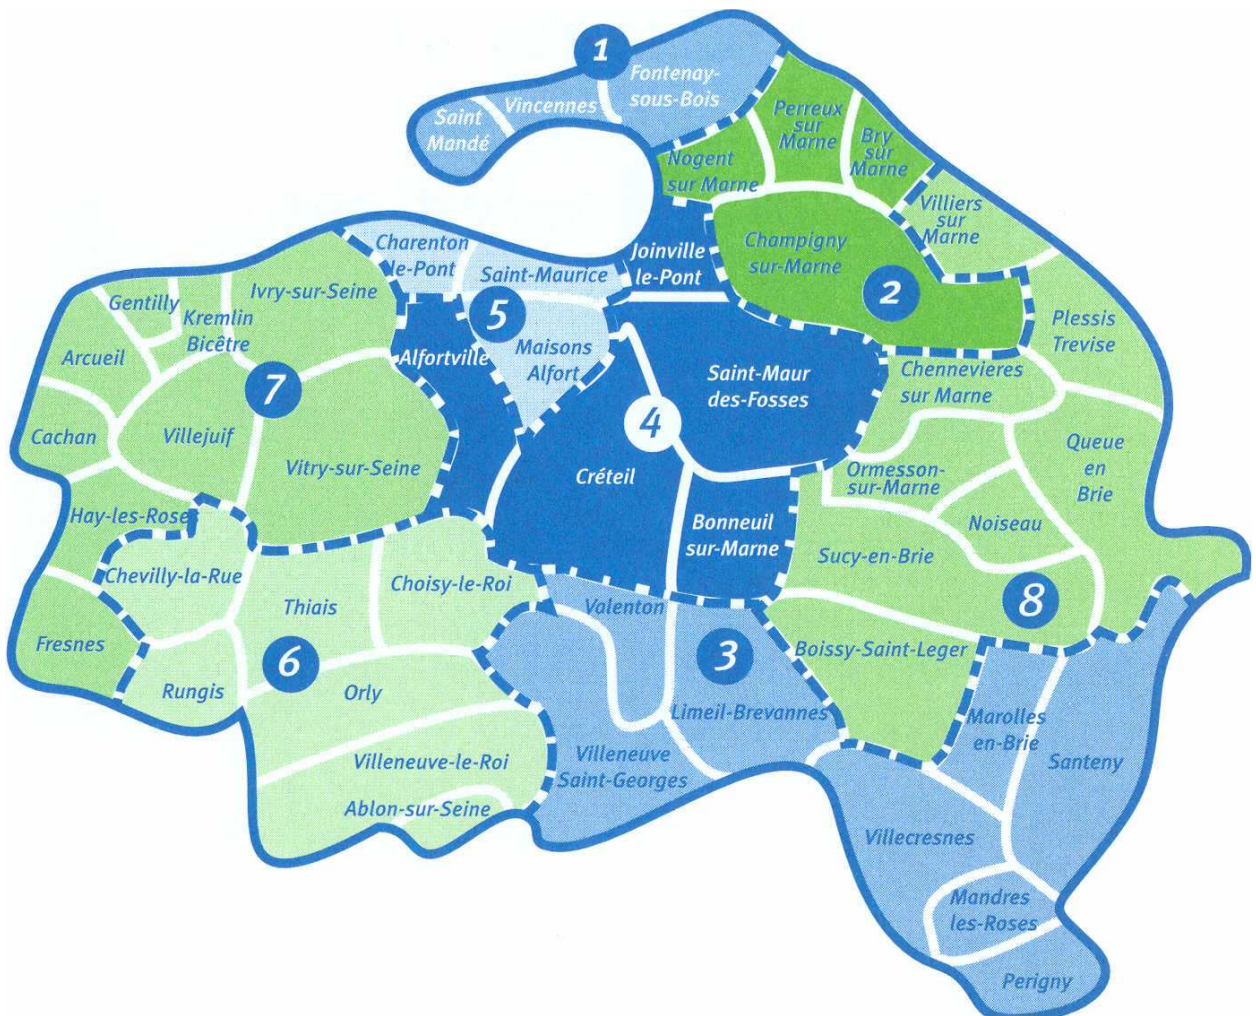 1
Fontenay-
sous-Bois
Vincennes
Saint
Mandé
Perreux
sur
Marne
Bry
sur
Marne
Nogent
sur Marne
Villiers
sur
Marne
Charenton
le-Pont
Saint-Maurice
Joinville
le-Pont
Champigny
sur-Marne
2
Ivry-sur-Seine
Gentilly
Kremlin
Bicêtre
Arcueil
5
Maisons
Alfort
Alfortville
Plessis
Trevise
Chennevieres
sur Marne
7
Saint-Maur
des-Fosses
4
Cachan
Villejuif
Vitry-sur-Seine
Créteil
Ormesson-
sur-Marne
Queue
en
Brie
Hay-les-Roses
Bonneuil
sur-Marne
Noiseau
Sucy-en-Brie
Chevilly-la-Rue
Thiais
Choisy-le-Roi
Valenton
8
Fresnes
6
3
Boissy-Saint-Leger
Rungis
Orly
Limeil-Brevannes
Marolles
en-Brie
Villeneuve-le-Roi
Villeneuve
Saint-Georges
Santeny
Ablon-sur-Seine
Villecresnes
Mandres
les-Roses
Perigny